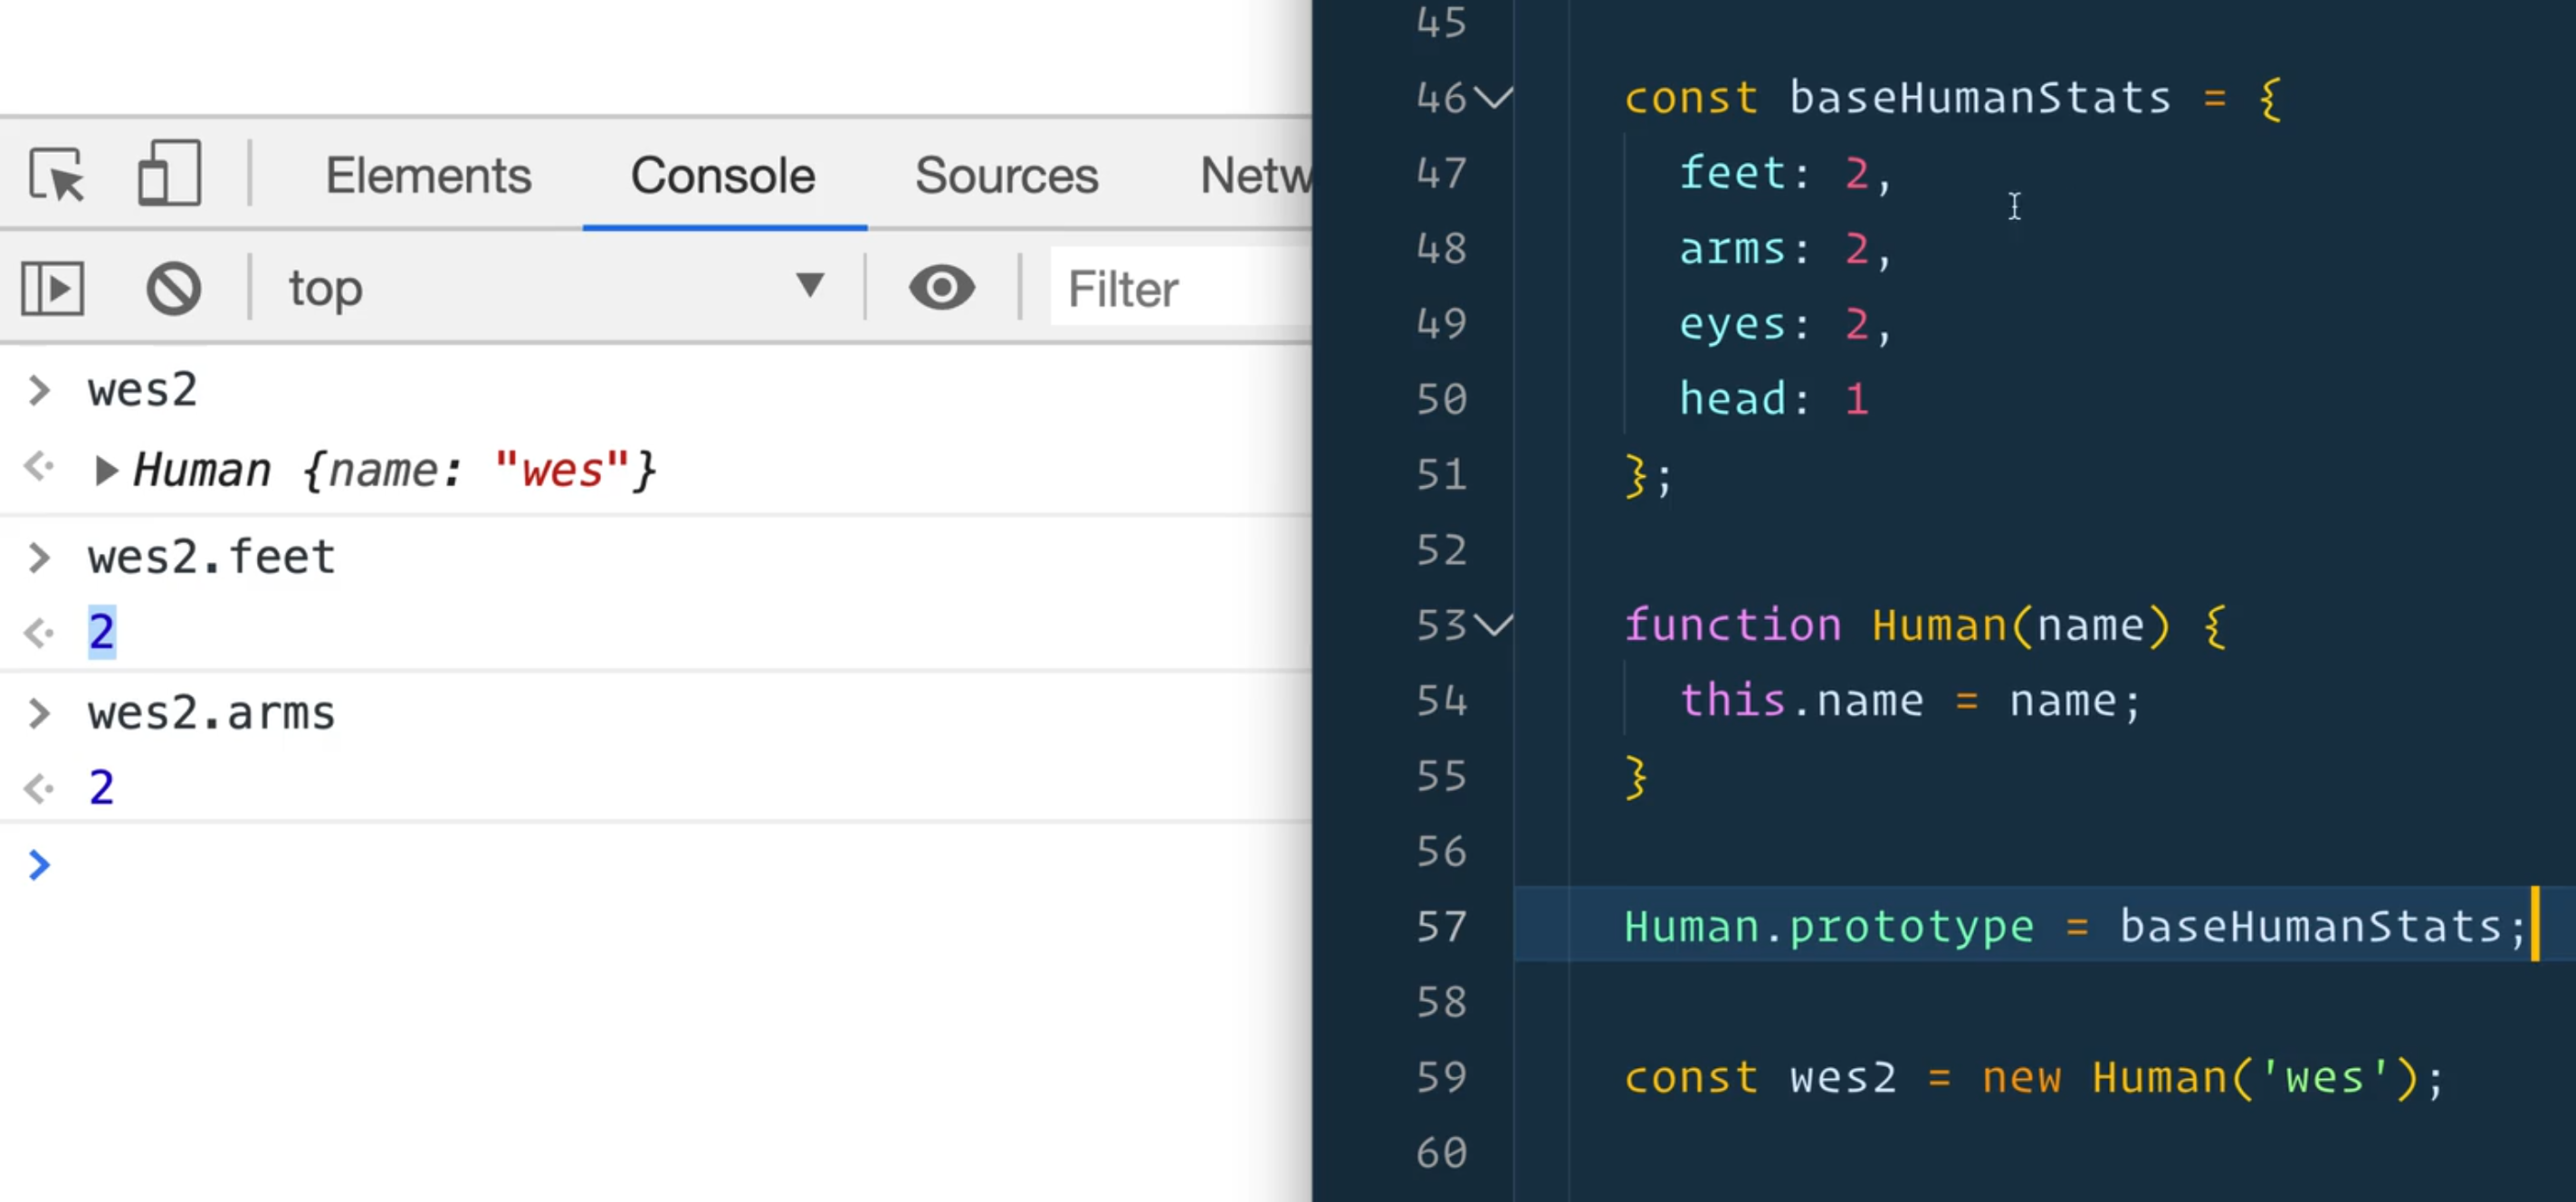 Elements Console Sources Netw
top Filter
wes2
Human {name: "wes"}
wes2.feet
2
wes2.arms
2
45
46 const baseHumanStats = {
47 feet: 2,
48 arms: 2,
49 eyes: 2,
50 head: 1
51 };
52
53 function Human(name) {
54 this.name = name;
55 }
56
57 Human.prototype = baseHumanStats;
58
59 const wes2 = new Human('wes');
60